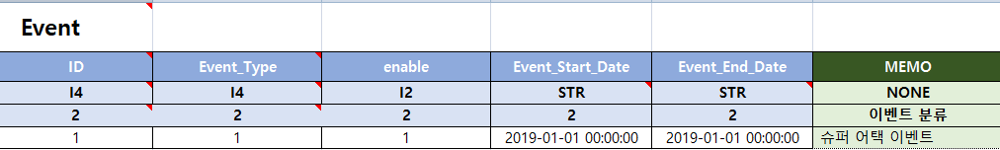 Event
ID Event_Type enable Event_Start_Date Event_End_Date MEMO
I4 I4 I2 STR STR NONE
2 2 2 2 2 이벤트 분류
1 1 1 2019-01-01 00:00:00 2019-01-01 00:00:00 슈퍼 어택 이벤트